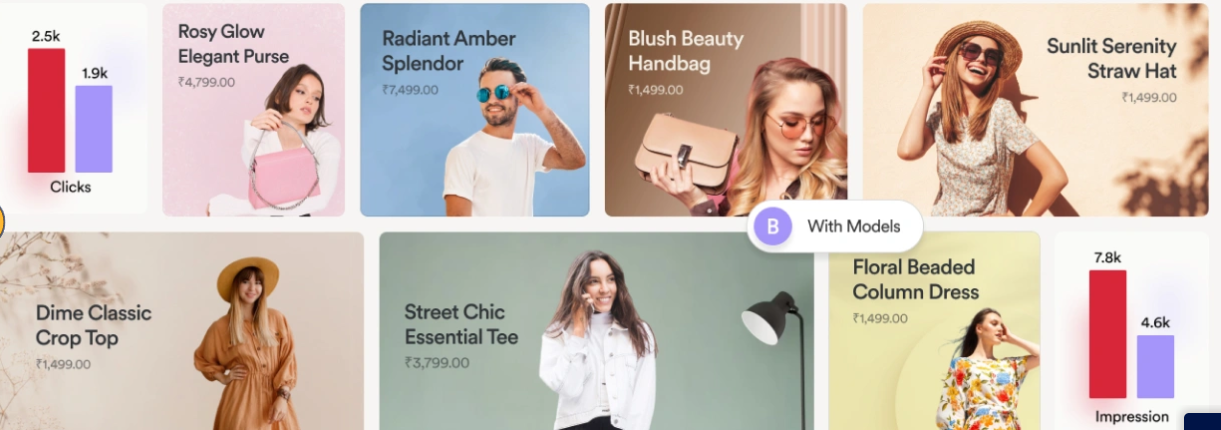 2.5k
1.9k
Clicks
Rosy Glow
Elegant Purse
₹4,799.00
Radiant Amber
Splendor
₹7,499.00
Blush Beauty
Handbag
₹1,499.00
Sunlit Serenity
Straw Hat
₹1,499.00
B With Models
Dime Classic
Crop Top
₹1,499.00
Street Chic
Essential Tee
₹3,799.00
Floral Beaded
Column Dress
₹1,499.00
7.8k
4.6k
Impression